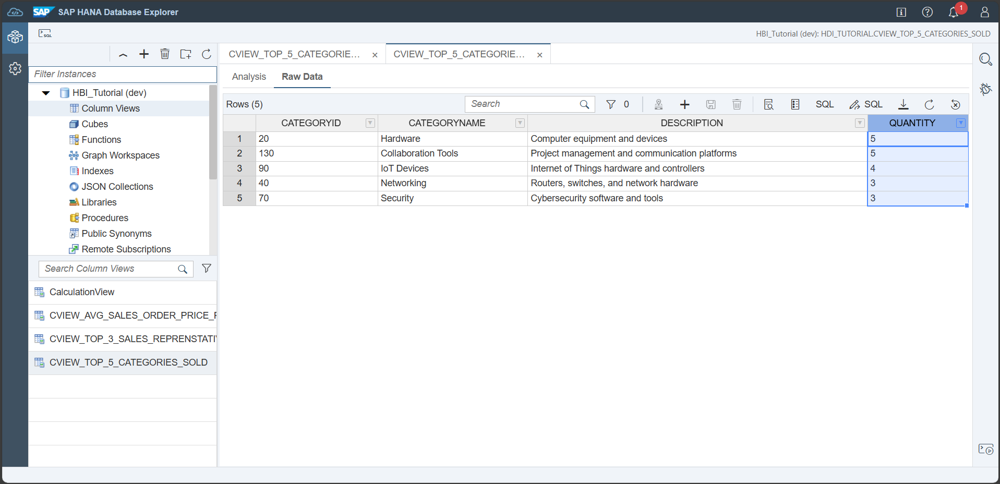 SAP SAP HANA Database Explorer
1
SQL
HBI_Tutorial (dev): HDI_TUTORIAL.CVIEW_TOP_5_CATEGORIES_SOLD
Filter Instances
HBI_Tutorial (dev)
Column Views
Cubes
Functions
Graph Workspaces
Indexes
JSON Collections
Libraries
Procedures
Public Synonyms
Remote Subscriptions
Search Column Views
CalculationView
CVIEW_AVG_SALES_ORDER_PRICE_F
CVIEW_TOP_3_SALES_REPRENSTATIV
CVIEW_TOP_5_CATEGORIES_SOLD
CVIEW_TOP_5_CATEGORIE... CVIEW_TOP_5_CATEGORIE...
Analysis Raw Data
Rows (5) Search 0 SQL SQL
CATEGORYID CATEGORYNAME DESCRIPTION QUANTITY
1 20 Hardware Computer equipment and devices 5
2 130 Collaboration Tools Project management and communication platforms 5
3 90 IoT Devices Internet of Things hardware and controllers 4
4 40 Networking Routers, switches, and network hardware 3
5 70 Security Cybersecurity software and tools 3